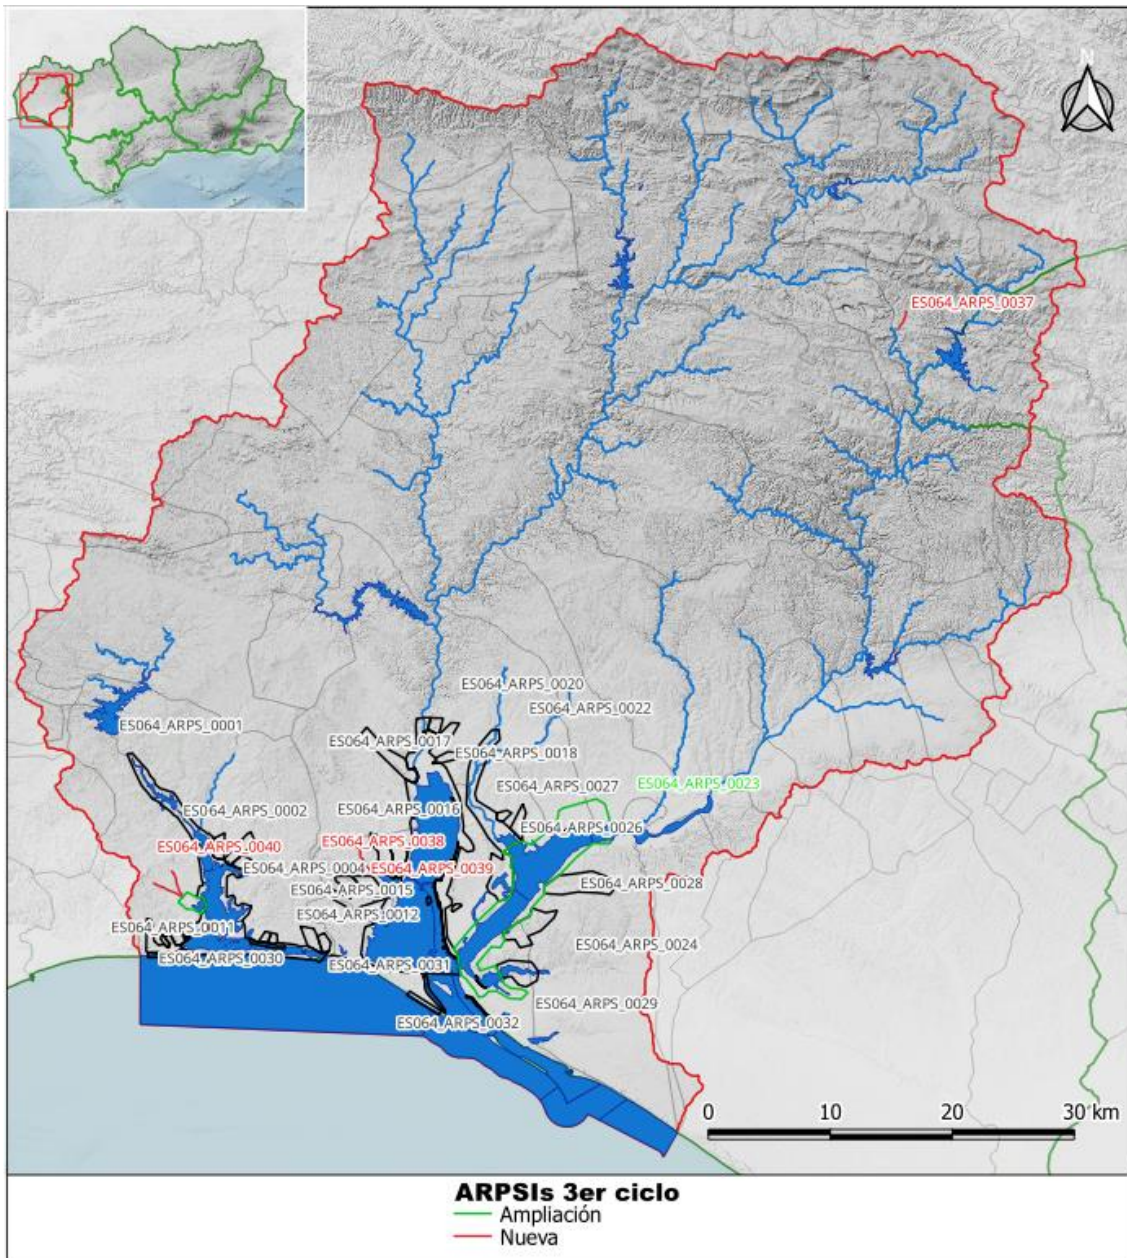 N
ES064_ARPS_0037
ES064_ARPS_0020
ES064_ARPS_0022
ES064_ARPS_0001
ES064_ARPS_0017
ES064_ARPS_0018
ES064_ARPS_0027
ES064_ARPS_0023
ES064_ARPS_0002
ES064_ARPS_0016
ES064_ARPS_0026
ES064_ARPS_0040
ES064_ARPS_0038
ES064_ARPS_0004
ES064_ARPS_0039
ES064_ARPS_0015
ES064_ARPS_0028
ES064_ARPS_0012
ES064_ARPS_0011
ES064_ARPS_0024
ES064_ARPS_0030
ES064_ARPS_0031
ES064_ARPS_0029
ES064_ARPS_0032
0 10 20 30 km
ARPSIs 3er ciclo
Ampliación
Nueva